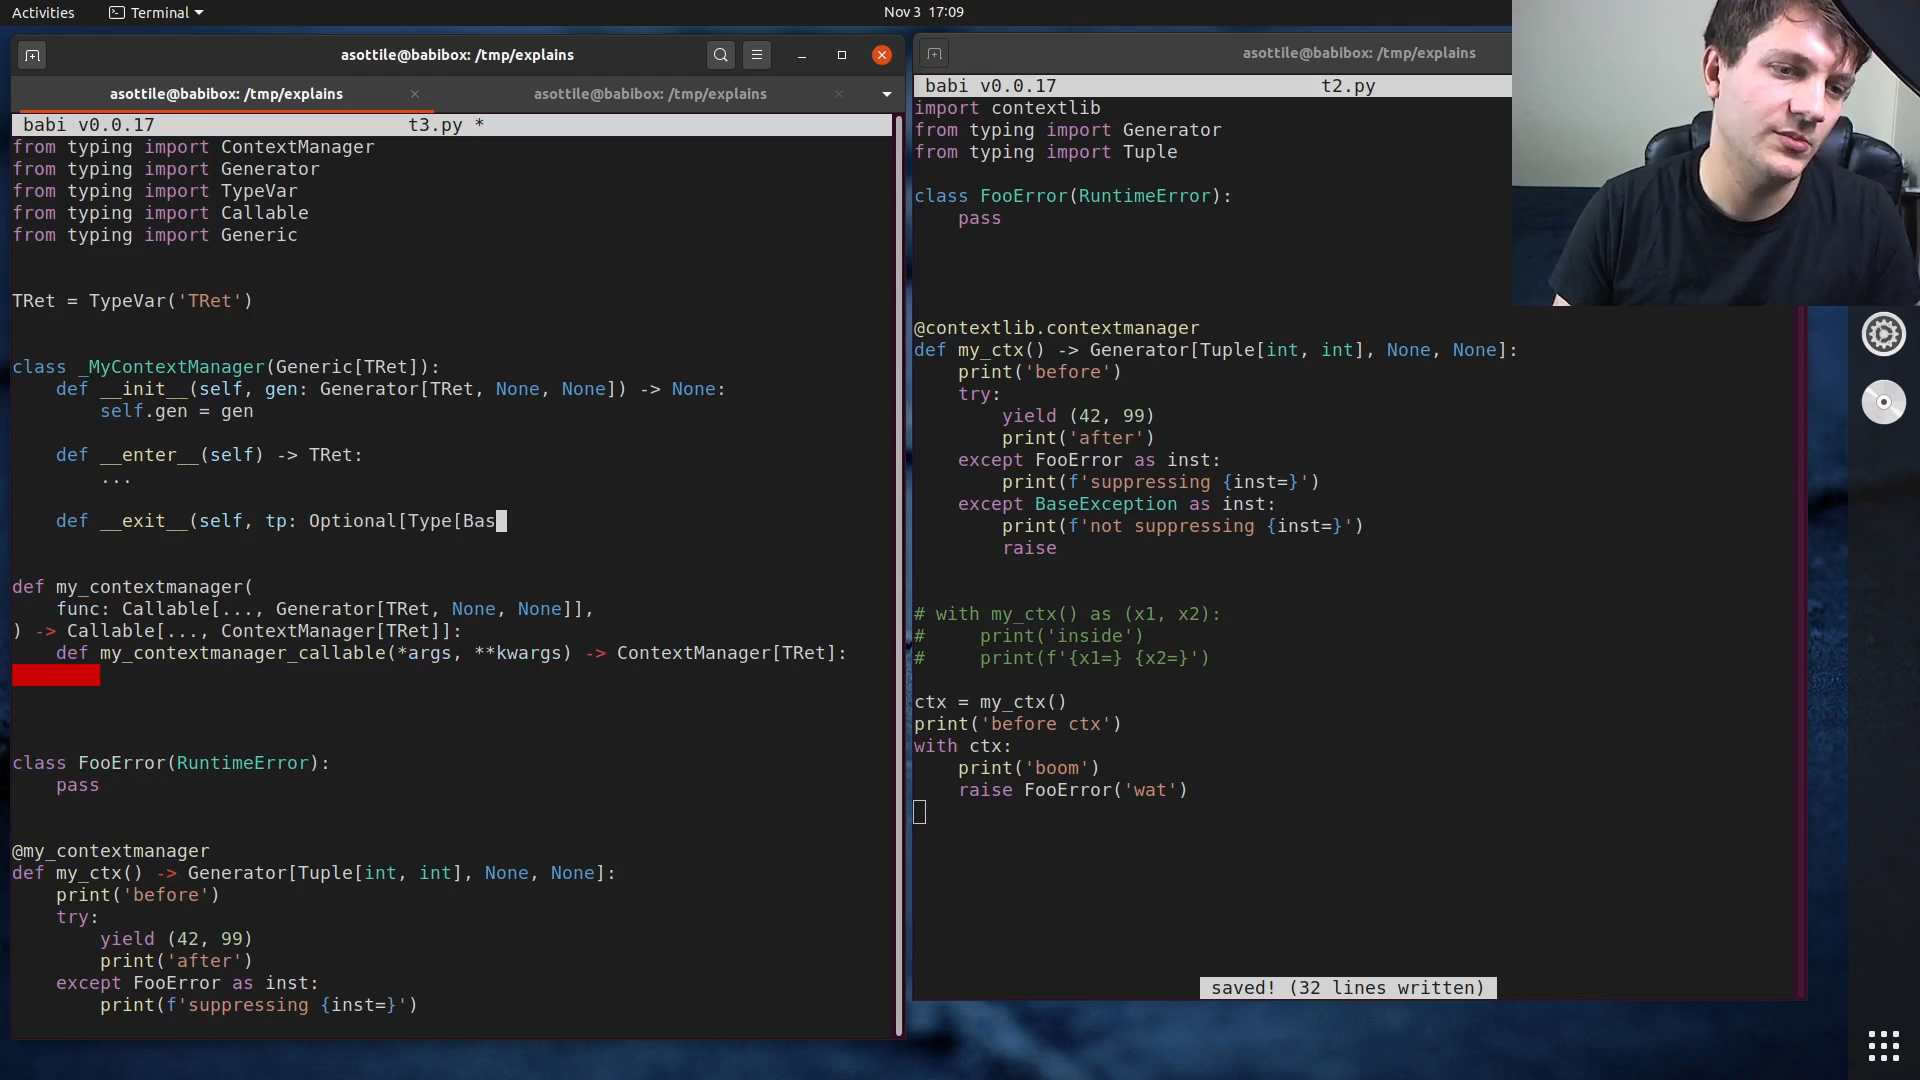 Activities
Terminal
Nov 3 17:09
asottile@babibox: /tmp/explains
asottile@babibox: /tmp/explains
asottile@babibox: /tmp/explains
babi v0.0.17 t3.py *
from typing import ContextManager
from typing import Generator
from typing import TypeVar
from typing import Callable
from typing import Generic
TRet = TypeVar('TRet')
class _MyContextManager(Generic[TRet]):
    def __init__(self, gen: Generator[TRet, None, None]) -> None:
        self.gen = gen
    def __enter__(self) -> TRet:
        ...
    def __exit__(self, tp: Optional[Type[Bas
def my_contextmanager(
    func: Callable[..., Generator[TRet, None, None]],
) -> Callable[..., ContextManager[TRet]]:
    def my_contextmanager_callable(*args, **kwargs) -> ContextManager[TRet]:
class FooError(RuntimeError):
    pass
@my_contextmanager
def my_ctx() -> Generator[Tuple[int, int], None, None]:
    print('before')
    try:
        yield (42, 99)
        print('after')
    except FooError as inst:
        print(f'suppressing {inst=}')
asottile@babibox: /tmp/explains
babi v0.0.17 t2.py
import contextlib
from typing import Generator
from typing import Tuple
class FooError(RuntimeError):
    pass
@contextlib.contextmanager
def my_ctx() -> Generator[Tuple[int, int], None, None]:
    print('before')
    try:
        yield (42, 99)
        print('after')
    except FooError as inst:
        print(f'suppressing {inst=}')
    except BaseException as inst:
        print(f'not suppressing {inst=}')
        raise
# with my_ctx() as (x1, x2):
#     print('inside')
#     print(f'{x1=} {x2=}')
ctx = my_ctx()
print('before ctx')
with ctx:
    print('boom')
    raise FooError('wat')
saved! (32 lines written)